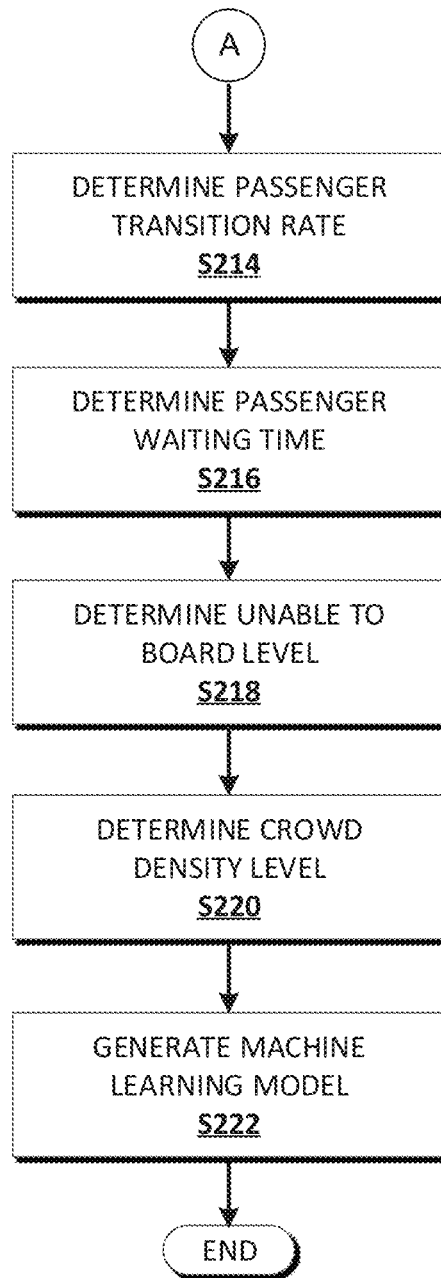 A
DETERMINE PASSENGER
TRANSITION RATE
S214
DETERMINE PASSENGER
WAITING TIME
S216
DETERMINE UNABLE TO
BOARD LEVEL
S218
DETERMINE CROWD
DENSITY LEVEL
S220
GENERATE MACHINE
LEARNING MODEL
S222
END